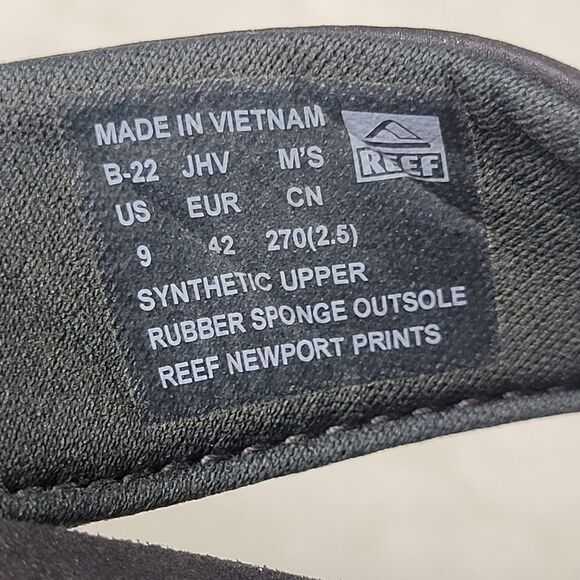 MADE IN VIETNAM
B-22 JHV M'S
REEF
US EUR CN
9 42 270(2.5)
SYNTHETIC UPPER
RUBBER SPONGE OUTSOLE
REEF NEWPORT PRINTS